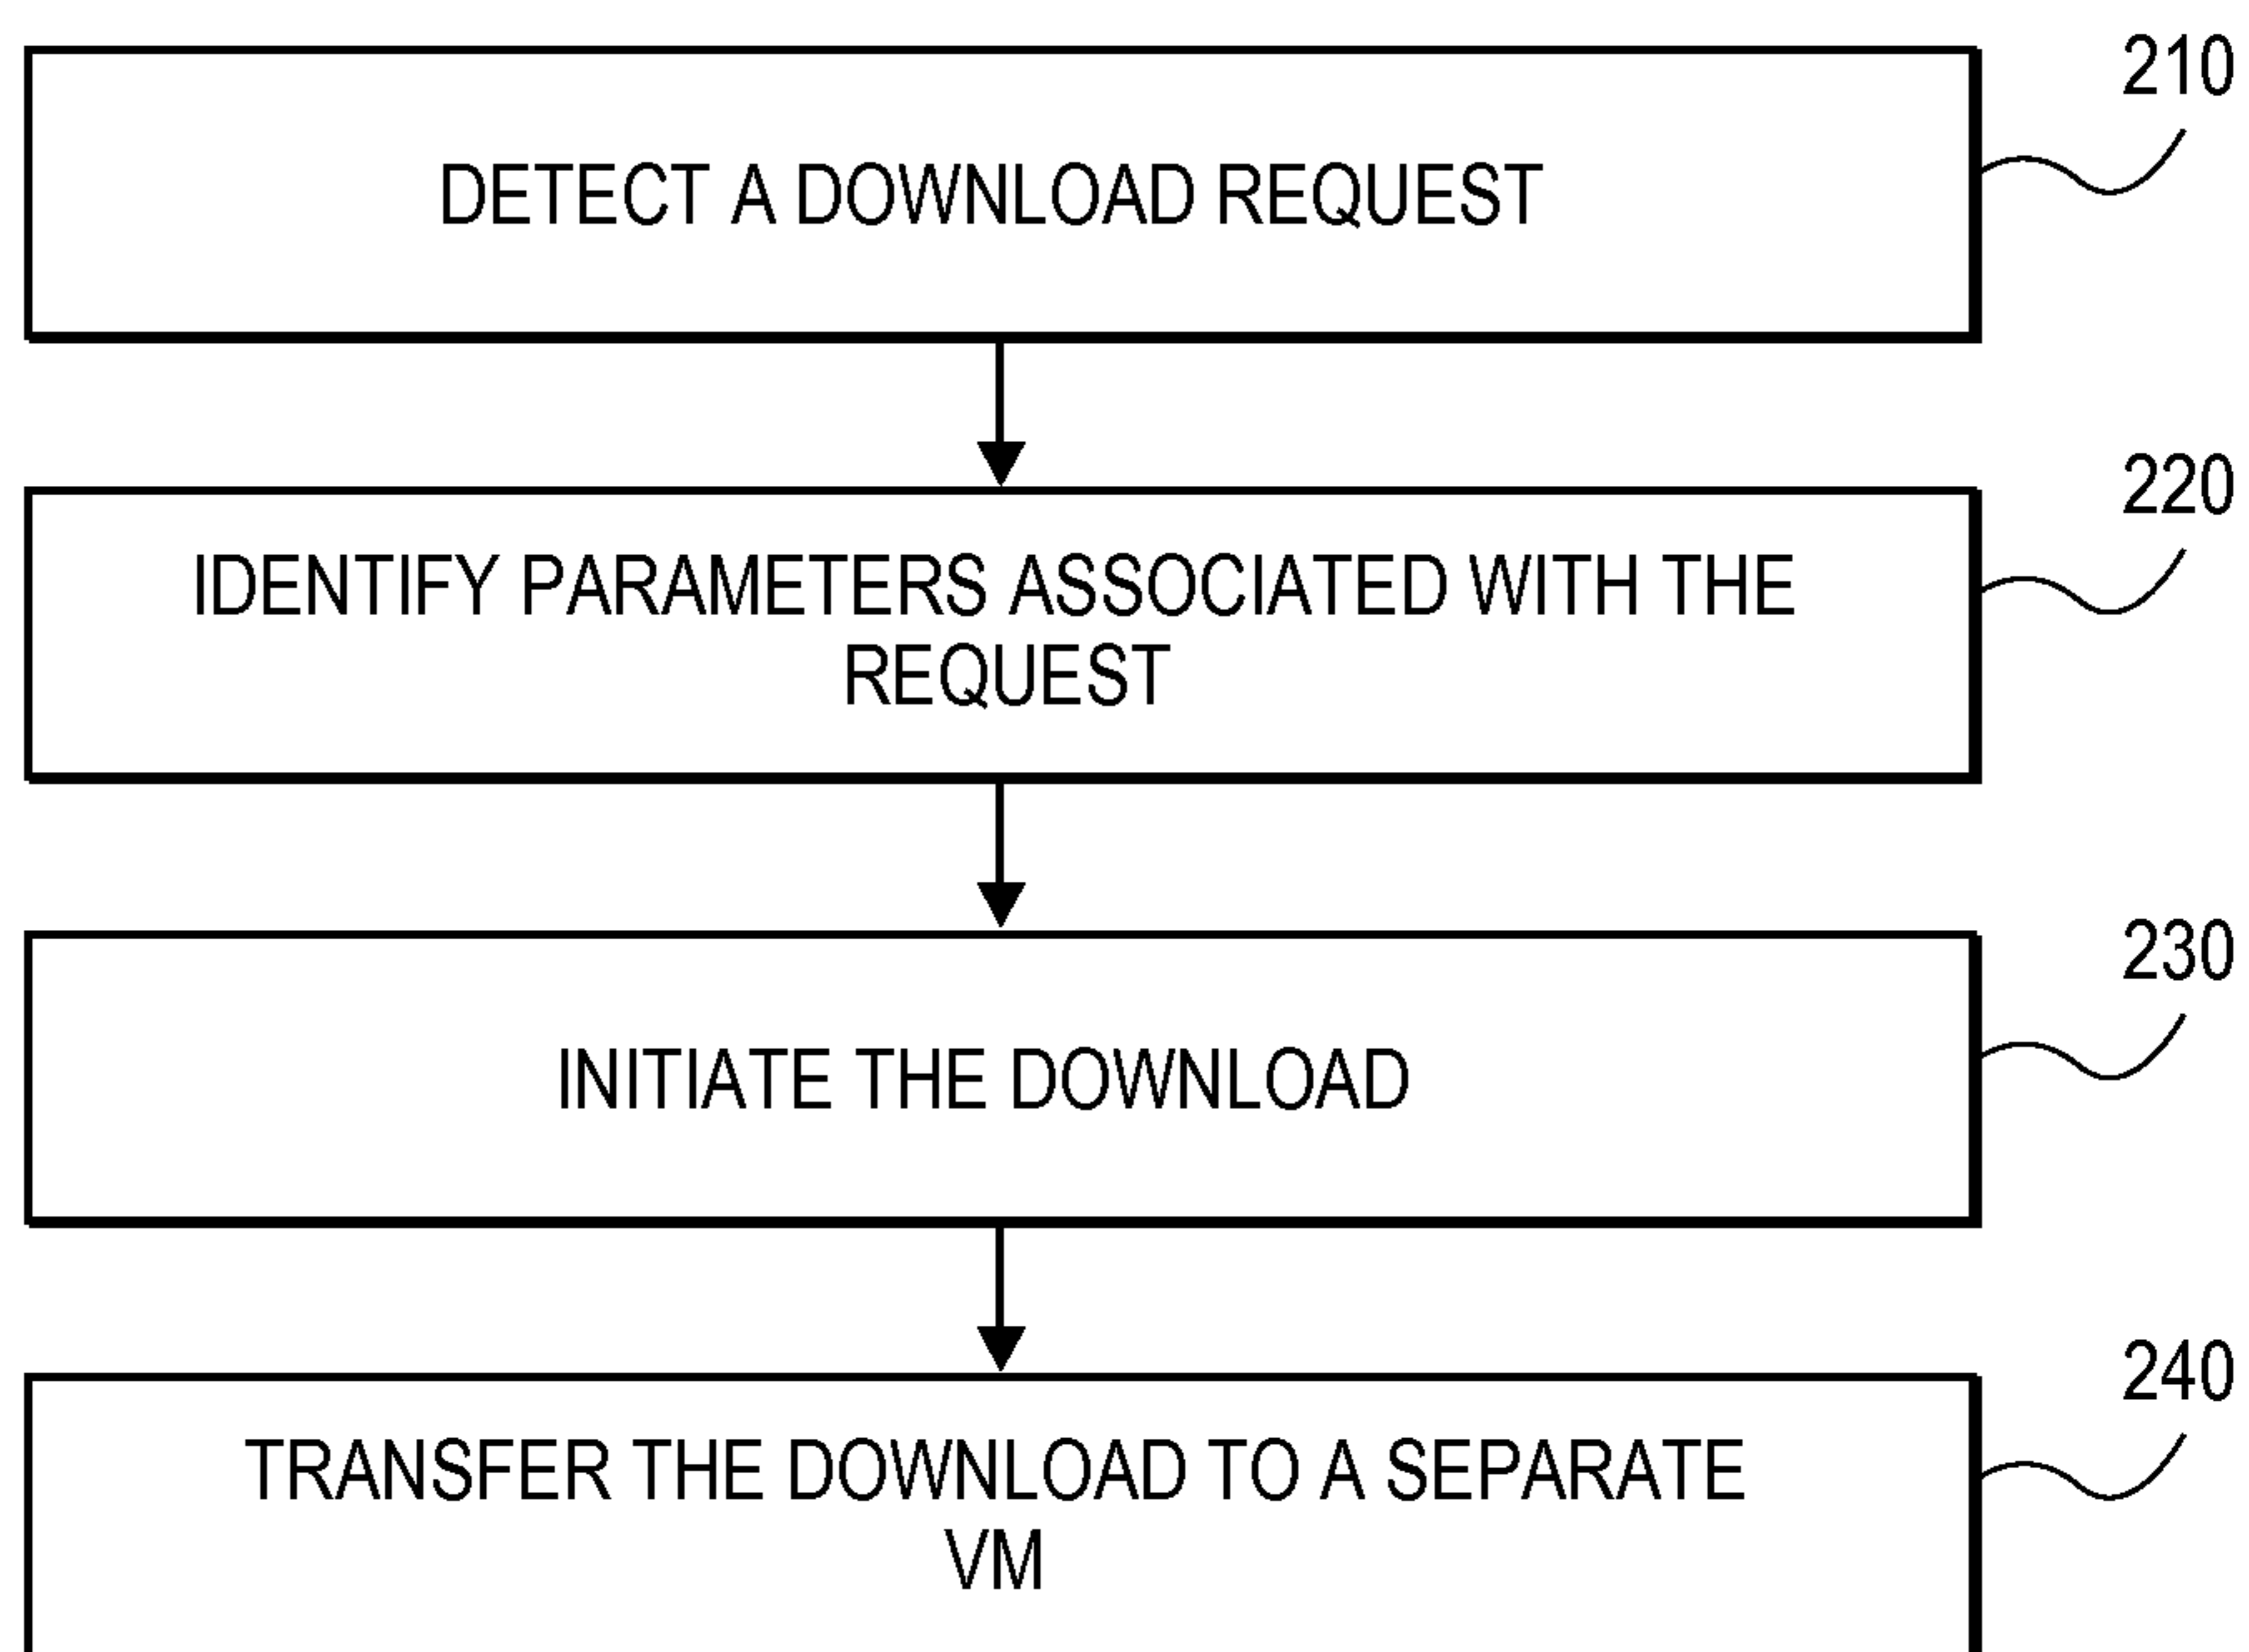 210
DETECT A DOWNLOAD REQUEST
220
IDENTIFY PARAMETERS ASSOCIATED WITH THE
REQUEST
230
INITIATE THE DOWNLOAD
240
TRANSFER THE DOWNLOAD TO A SEPARATE
VM